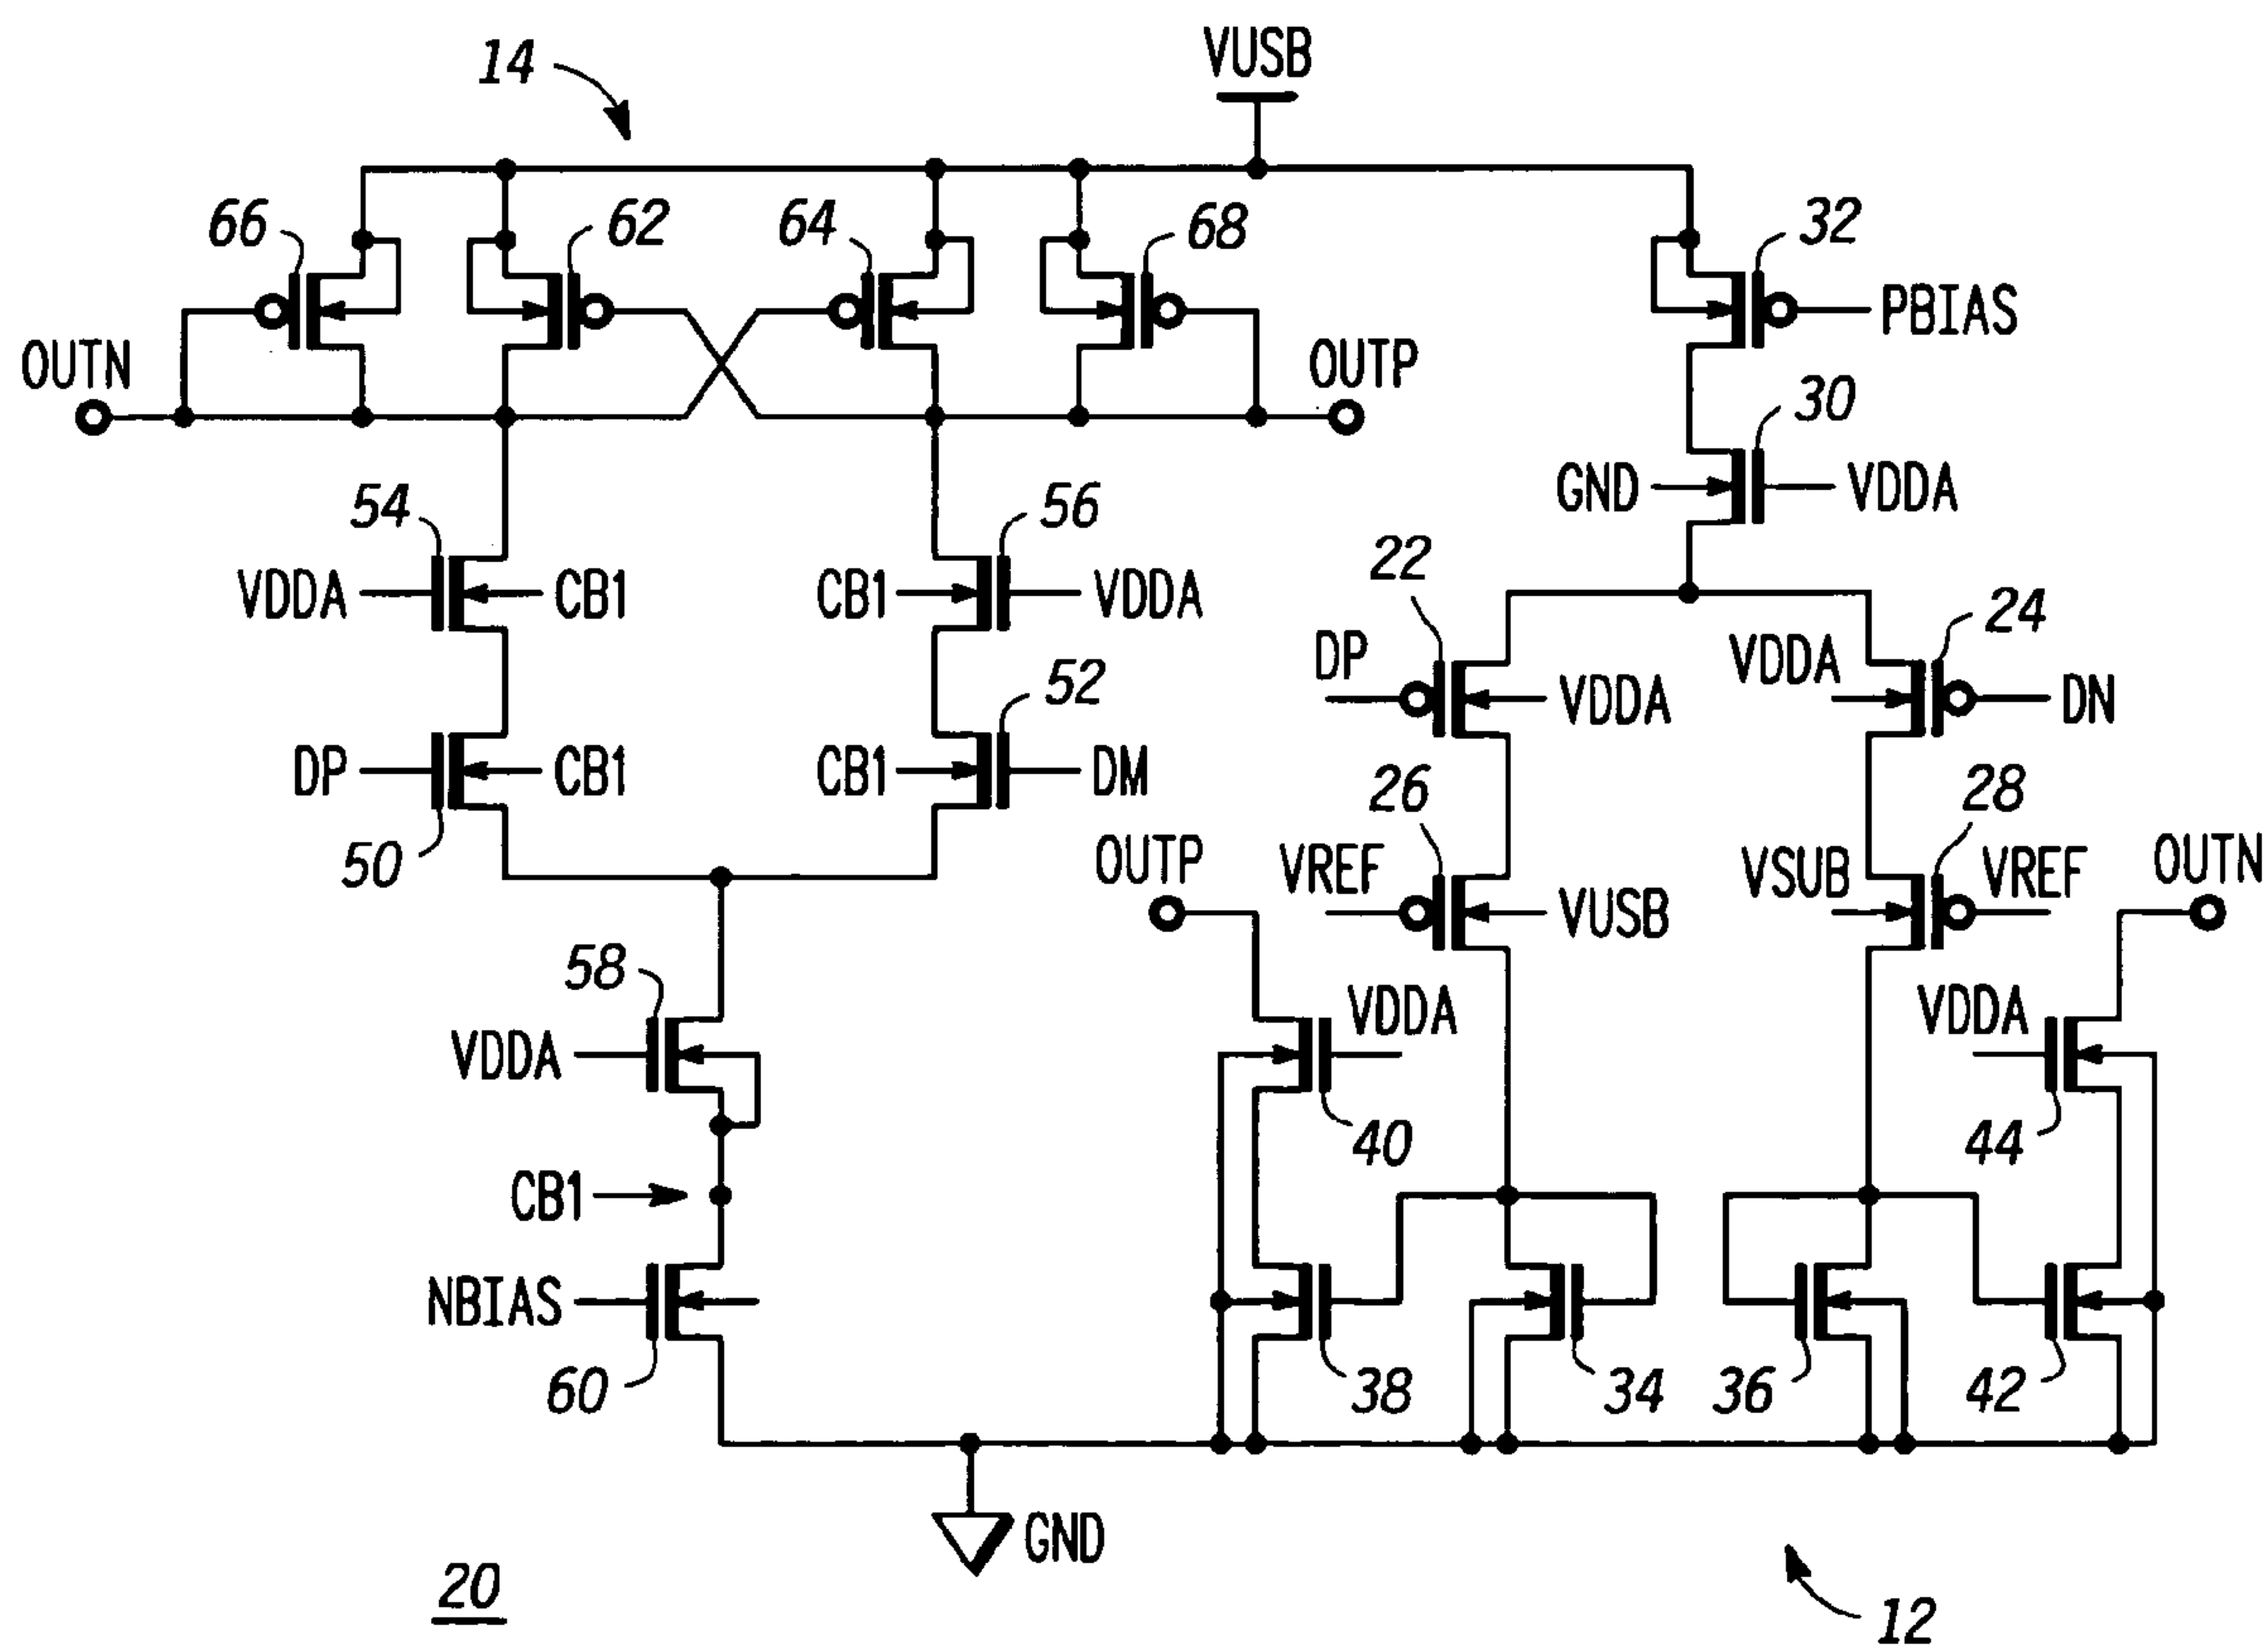 14
VUSB
66
62
64
68
32
PBIAS
OUTN
OUTP
30
GND
VDDA
54
56
22
24
VDDA
CB1
CB1
VDDA
DP
VDDA
VDDA
DN
52
DP
CB1
CB1
DM
50
26
28
OUTP
VREF
VUSB
VSUB
VREF
OUTN
58
VDDA
VDDA
VDDA
40
44
CB1
NBIAS
60
38
34
36
42
GND
20
12